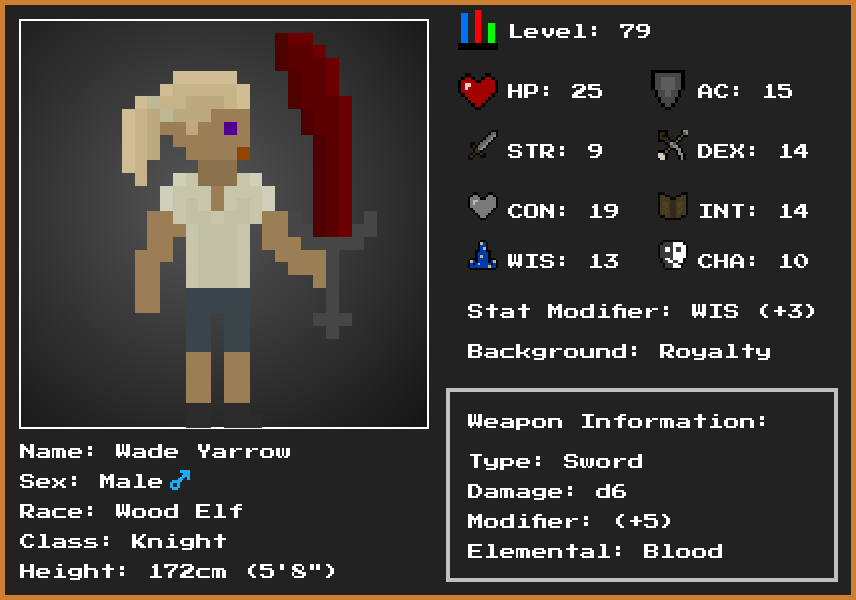 Level: 79
HP: 25
AC: 15
STR: 9
DEX: 14
CON: 19
INT: 14
WIS: 13
CHA: 10
Stat Modifier: WIS (+3)
Background: Royalty
Weapon Information:
Type: Sword
Damage: d6
Modifier: (+5)
Elemental: Blood
Name: Wade Yarrow
Sex: Male ♂
Race: Wood Elf
Class: Knight
Height: 172cm (5'8")